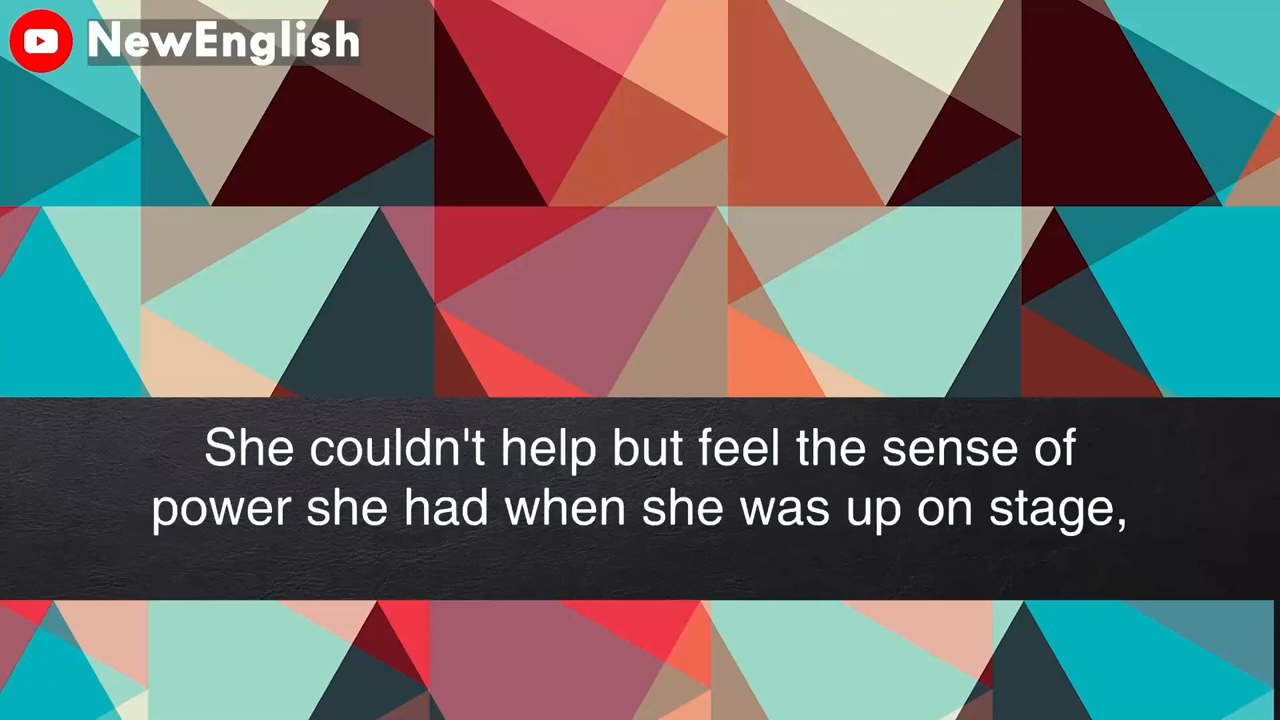 NewEnglish
She couldn't help but feel the sense of
power she had when she was up on stage,